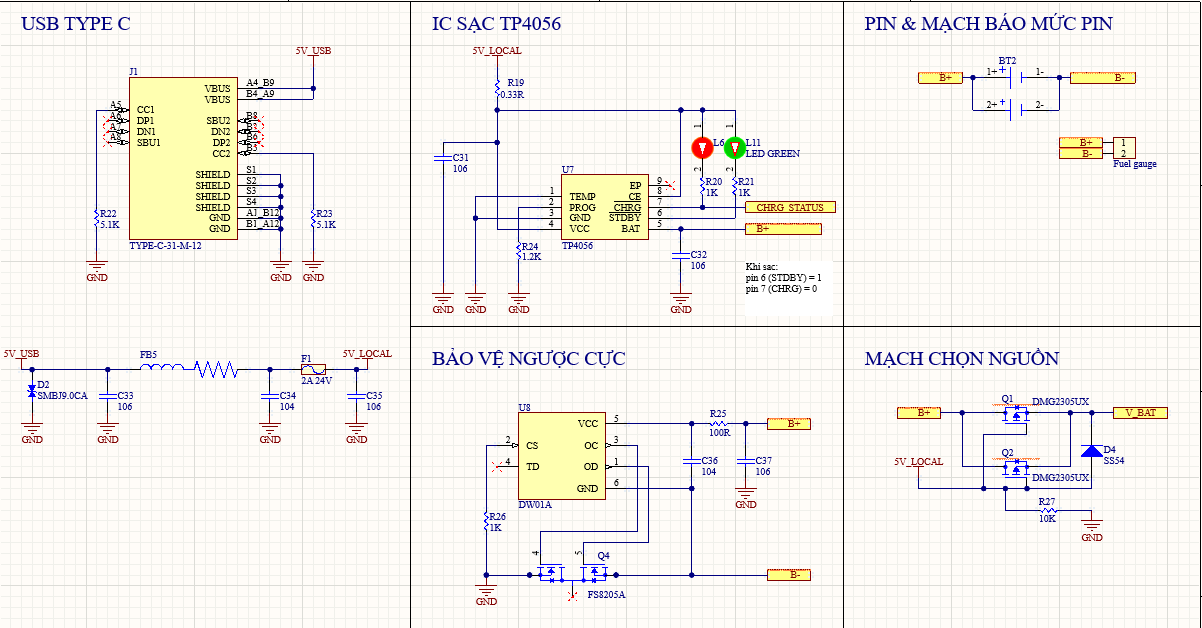 USB TYPE C
5V_USB
J1
VBUS
VBUS
A4_B9
B4_A9
A5
CC1
DP1
DN1
SBU1
A8
SBU2
DN2
DP2
CC2
B8
B6
B5
SHIELD
SHIELD
SHIELD
SHIELD
GND
GND
S1
S2
S3
S4
A1_B12
B1_A12
R22
5.1K
R23
5.1K
TYPE-C-31-M-12
GND
GND
GND
5V_USB
D2
SMBJ9.0CA
GND
C33
106
GND
FB5
C34
104
GND
F1
2A 24V
5V_LOCAL
C35
106
GND
IC SẠC TP4056
5V_LOCAL
R19
0.33R
C31
106
U7
1
2
3
4
TEMP
PROG
GND
VCC
EP
CE
CHRG
STDBY
BAT
9
8
7
6
5
TP4056
R24
1.2K
1
2
L6
1
2
L11
LED GREEN
R20
1K
R21
1K
CHRG STATUS
B+
C32
106
GND
GND
GND
GND
Khi sac:
pin 6 (STDBY) = 1
pin 7 (CHRG) = 0
PIN & MẠCH BÁO MỨC PIN
BT2
B+
1+
+
1-
B-
2+
+
2-
B+
1
B-
2
Fuel gauge
BẢO VỆ NGƯỢC CỰC
U8
2
CS
4
TD
VCC
OC
OD
GND
5
3
1
6
DW01A
R25
100R
B+
C36
104
C37
106
GND
R26
1K
4
5
Q4
FS8205A
B-
GND
MẠCH CHỌN NGUỒN
B+
Q1
DMG2305UX
V_BAT
5V_LOCAL
Q2
DMG2305UX
D4
SS54
R27
10K
GND